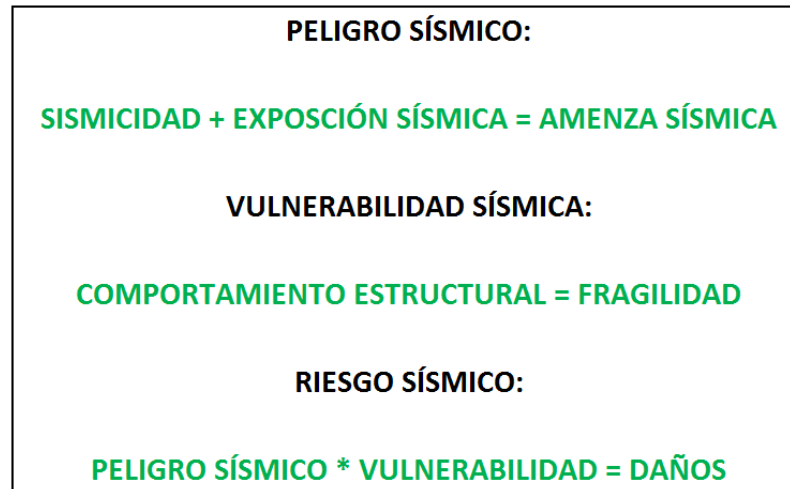 PELIGRO SÍSMICO:
SISMICIDAD + EXPOSCIÓN SÍSMICA = AMENZA SÍSMICA
VULNERABILIDAD SÍSMICA:
COMPORTAMIENTO ESTRUCTURAL = FRAGILIDAD
RIESGO SÍSMICO:
PELIGRO SÍSMICO * VULNERABILIDAD = DAÑOS